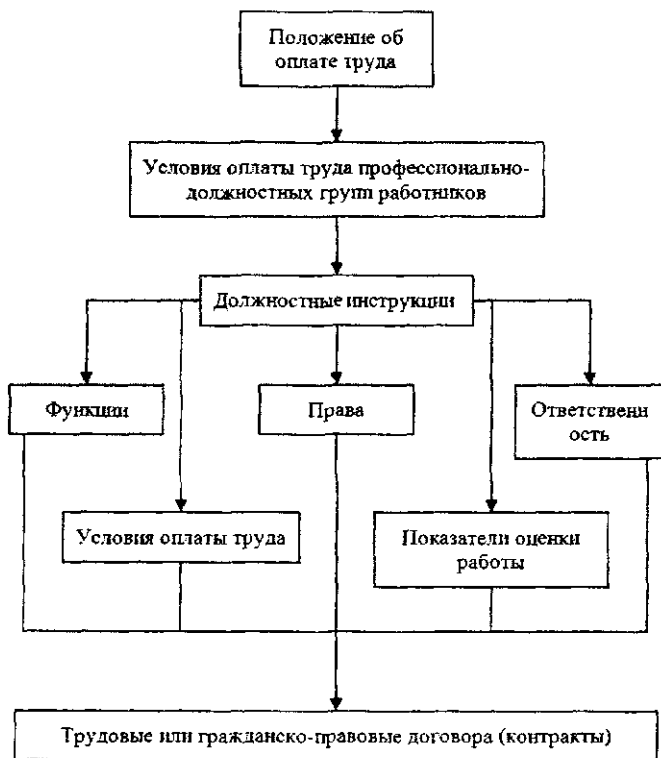 Положение об
оплате труда
Условия оплаты труда профессионально-
должностных групп работников
Должностные инструкции
Функции
Права
Ответственн
ость
Условия оплаты труда
Показатели оценки
работы
Трудовые или гражданско-правовые договора (контракты)